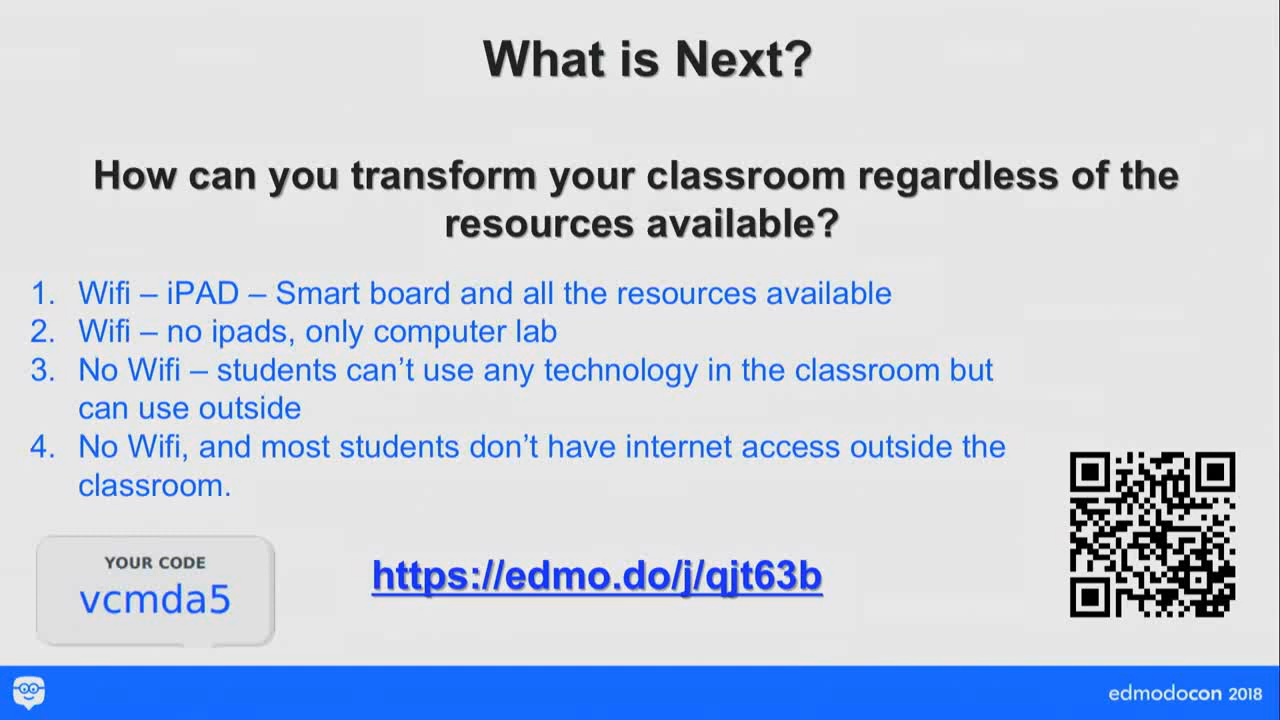 What is Next?
How can you transform your classroom regardless of the
resources available?
1. Wifi – iPAD – Smart board and all the resources available
2. Wifi – no ipads, only computer lab
3. No Wifi – students can’t use any technology in the classroom but
can use outside
4. No Wifi, and most students don’t have internet access outside the
classroom.
YOUR CODE
vcmda5
https://edmo.do/j/qjt63b
edmodocon 2018